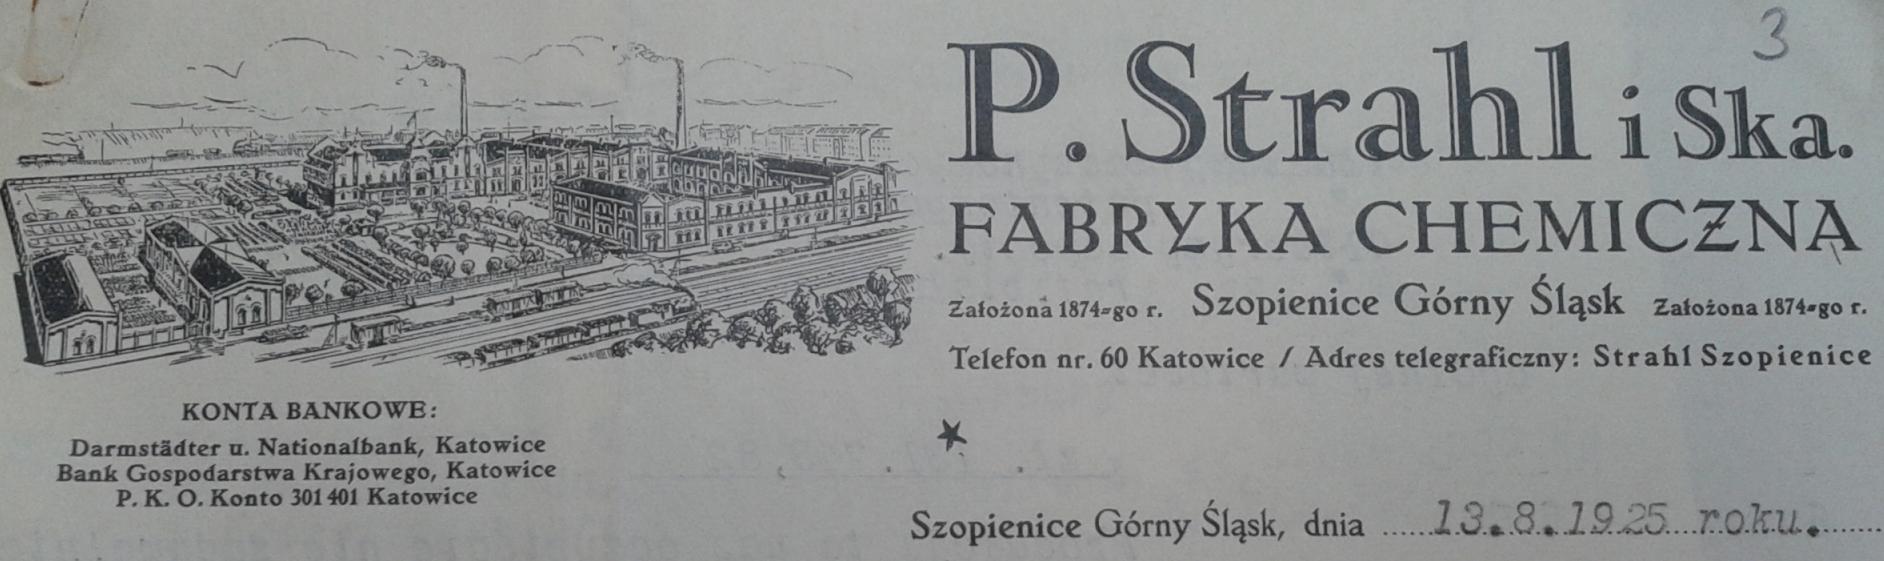 3
P. Strahl i Ska.
FABRYKA CHEMICZNA
Założona 1874-go r. Szopienice Górny Śląsk Założona 1874-go r.
Telefon nr. 60 Katowice / Adres telegraficzny: Strahl Szopienice
KONTA BANKOWE:
Darmstädter u. Nationalbank, Katowice
Bank Gospodarstwa Krajowego, Katowice
P. K. O. Konto 301 401 Katowice
Szopienice Górny Śląsk, dnia 13.8.1925 roku.